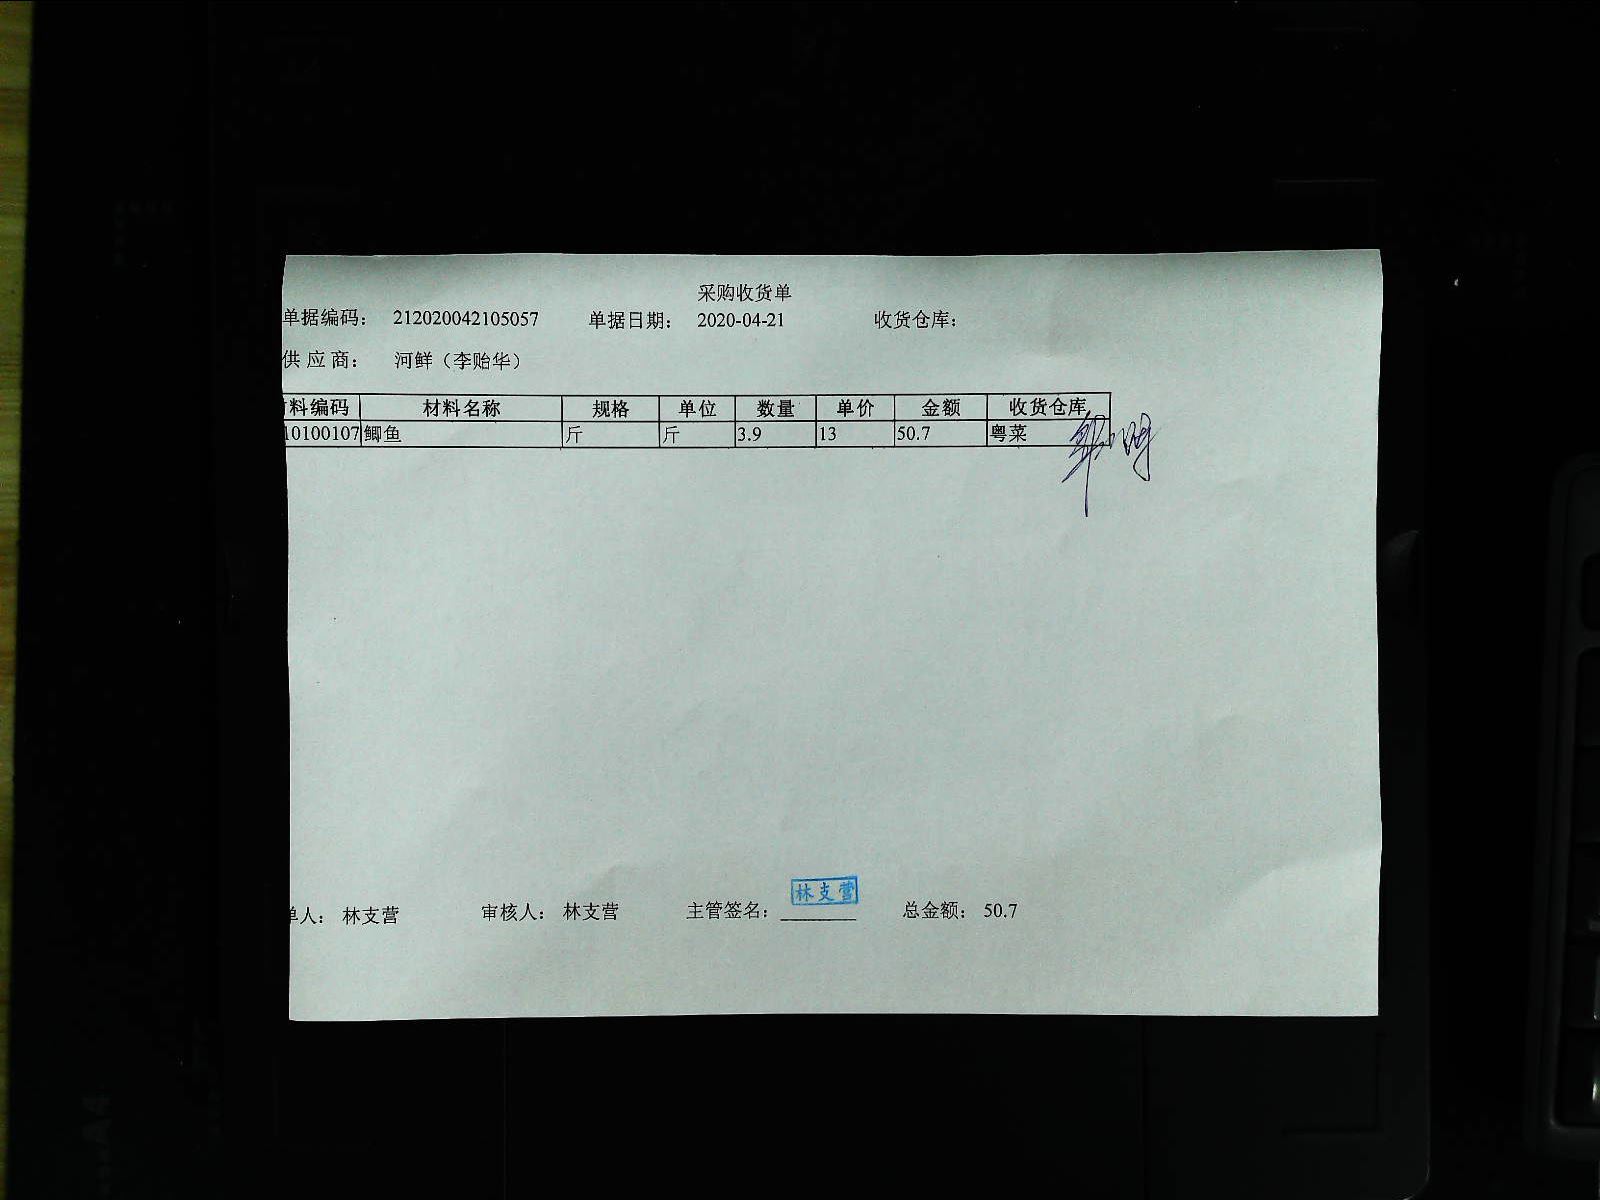 采购收货单
单据编码： 212020042105057 单据日期： 2020-04-21 收货仓库：
供应商： 河鲜（李贻华）
料编码 材料名称 规格 单位 数量 单价 金额 收货仓库
10100107 鲫鱼 斤 斤 3.9 13 50.7 粤菜
林支营
单人： 林支营 审核人： 林支营 主管签名： 总金额： 50.7